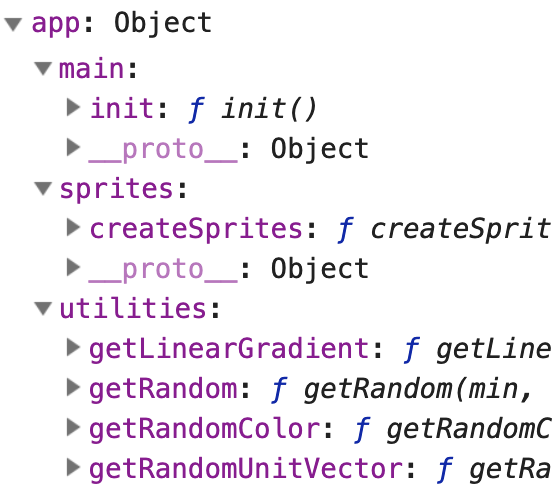 app: Object
main:
init: ƒ init()
__proto__: Object
sprites:
createSprites: ƒ createSprit
__proto__: Object
utilities:
getLinearGradient: ƒ getLine
getRandom: ƒ getRandom(min,
getRandomColor: ƒ getRandomC
getRandomUnitVector: ƒ getRa